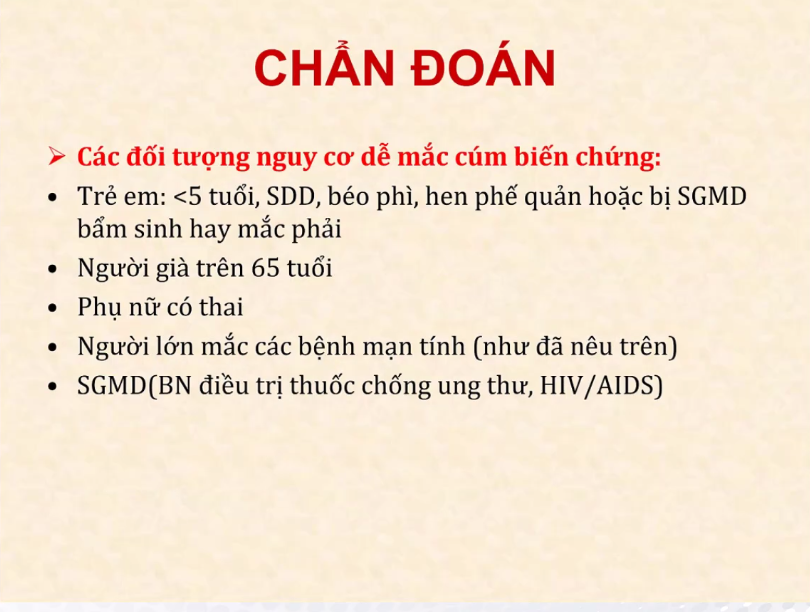 CHẨN ĐOÁN
➢ Các đối tượng nguy cơ dễ mắc cúm biến chứng:
• Trẻ em: <5 tuổi, SDD, béo phì, hen phế quản hoặc bị SGMD
bẩm sinh hay mắc phải
• Người già trên 65 tuổi
• Phụ nữ có thai
• Người lớn mắc các bệnh mạn tính (như đã nêu trên)
• SGMD(BN điều trị thuốc chống ung thư, HIV/AIDS)